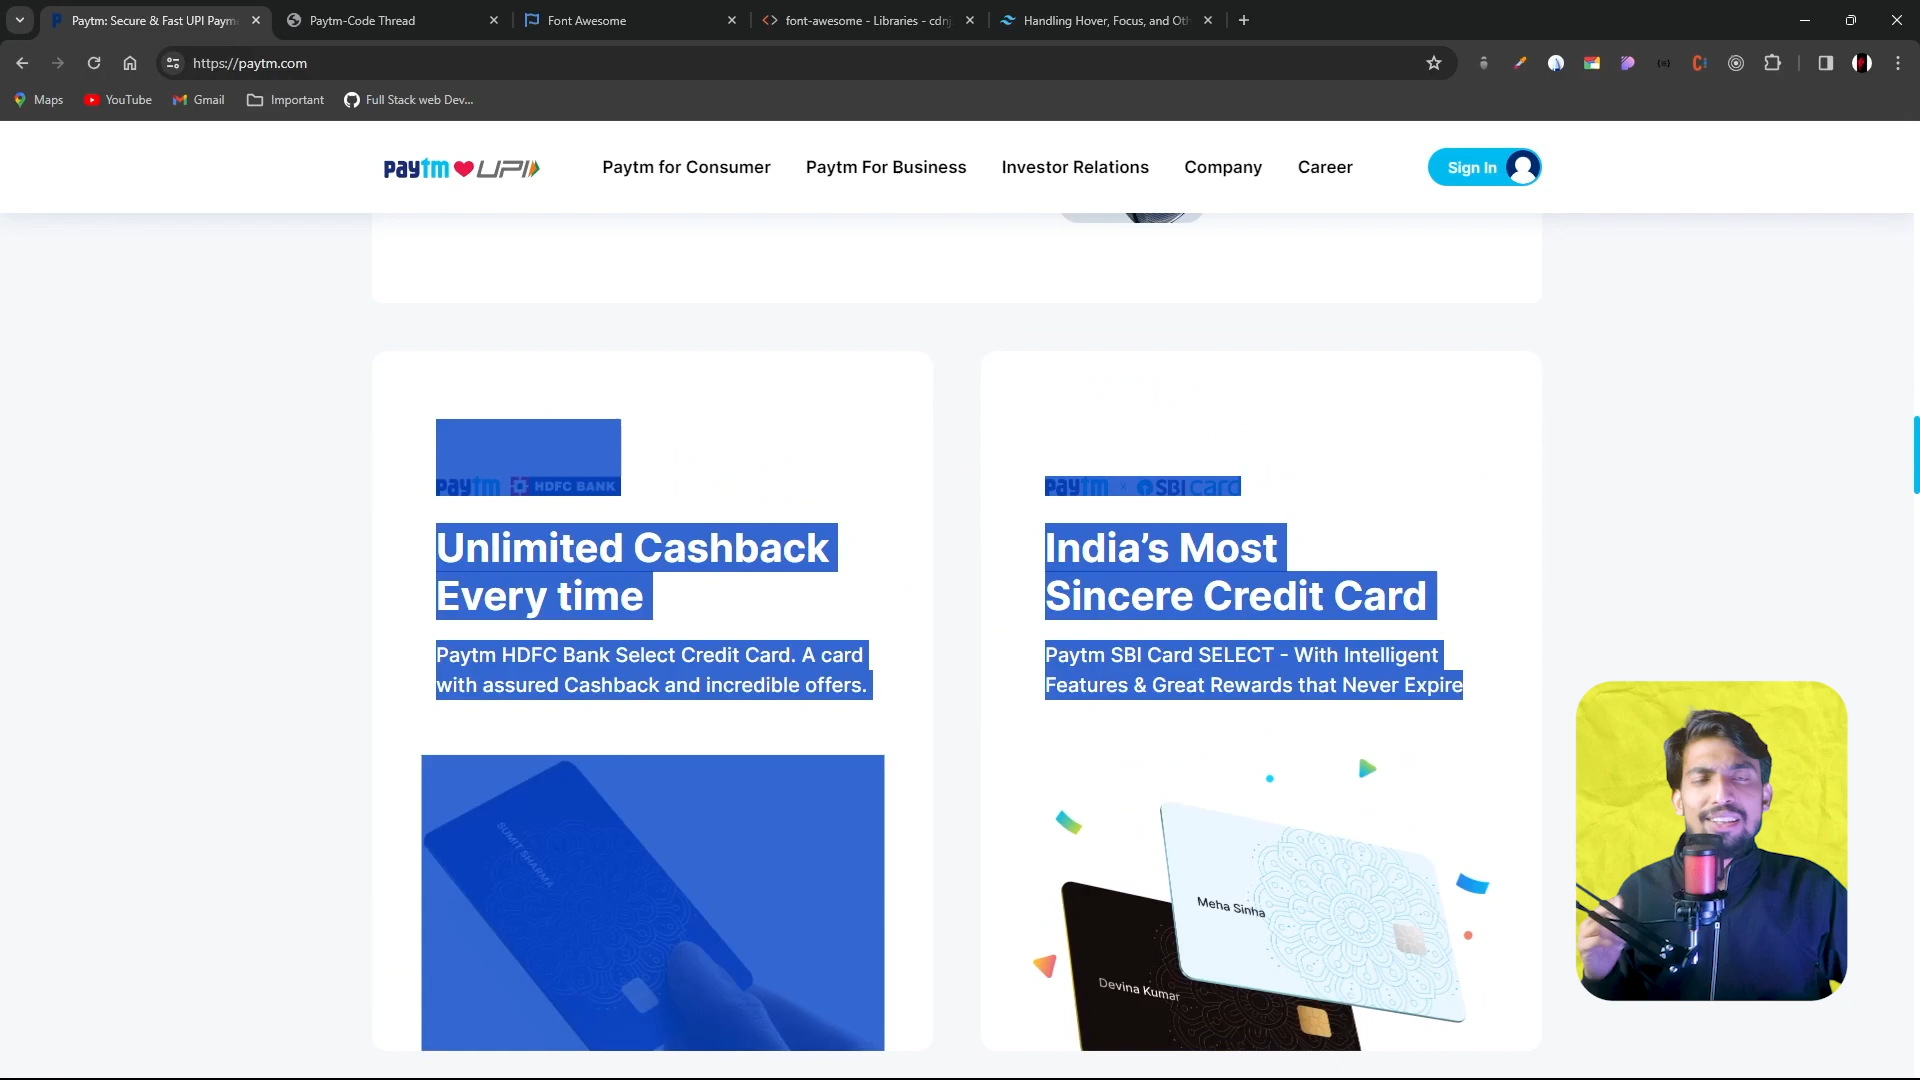 Paytm: Secure & Fast UPI Payme
Paytm-Code Thread
Font Awesome
font-awesome - Libraries - cdnj
Handling Hover, Focus, and Oth
https://paytm.com
Maps
YouTube
Gmail
Important
Full Stack web Dev...
paytm UPI
Paytm for Consumer
Paytm For Business
Investor Relations
Company
Career
Sign In
paytm HDFC BANK
Unlimited Cashback
Every time
Paytm HDFC Bank Select Credit Card. A card
with assured Cashback and incredible offers.
SUMIT SHARMA
paytm × SBI card
India's Most
Sincere Credit Card
Paytm SBI Card SELECT - With Intelligent
Features & Great Rewards that Never Expire
Meha Sinha
Devina Kumar